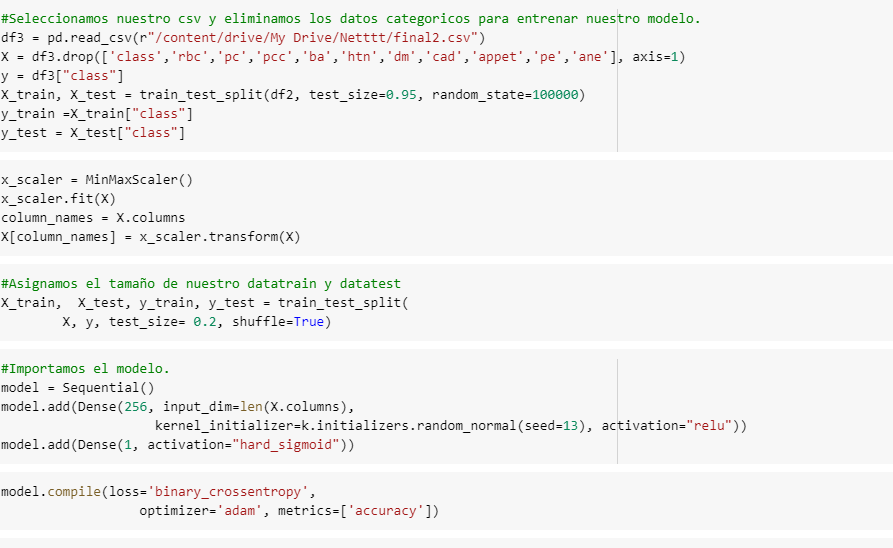 #Seleccionamos nuestro csv y eliminamos los datos categoricos para entrenar nuestro modelo.
df3 = pd.read_csv(r"/content/drive/My Drive/Netttt/final2.csv")
X = df3.drop(['class','rbc','pc','pcc','ba','htn','dm','cad','appet','pe','ane'], axis=1)
y = df3["class"]
X_train, X_test = train_test_split(df2, test_size=0.95, random_state=100000)
y_train =X_train["class"]
y_test = X_test["class"]
x_scaler = MinMaxScaler()
x_scaler.fit(X)
column_names = X.columns
X[column_names] = x_scaler.transform(X)
#Asignamos el tamaño de nuestro datatrain y datatest
X_train,  X_test, y_train, y_test = train_test_split(
        X, y, test_size= 0.2, shuffle=True)
#Importamos el modelo.
model = Sequential()
model.add(Dense(256, input_dim=len(X.columns),
                    kernel_initializer=k.initializers.random_normal(seed=13), activation="relu"))
model.add(Dense(1, activation="hard_sigmoid"))
model.compile(loss='binary_crossentropy',
                  optimizer='adam', metrics=['accuracy'])